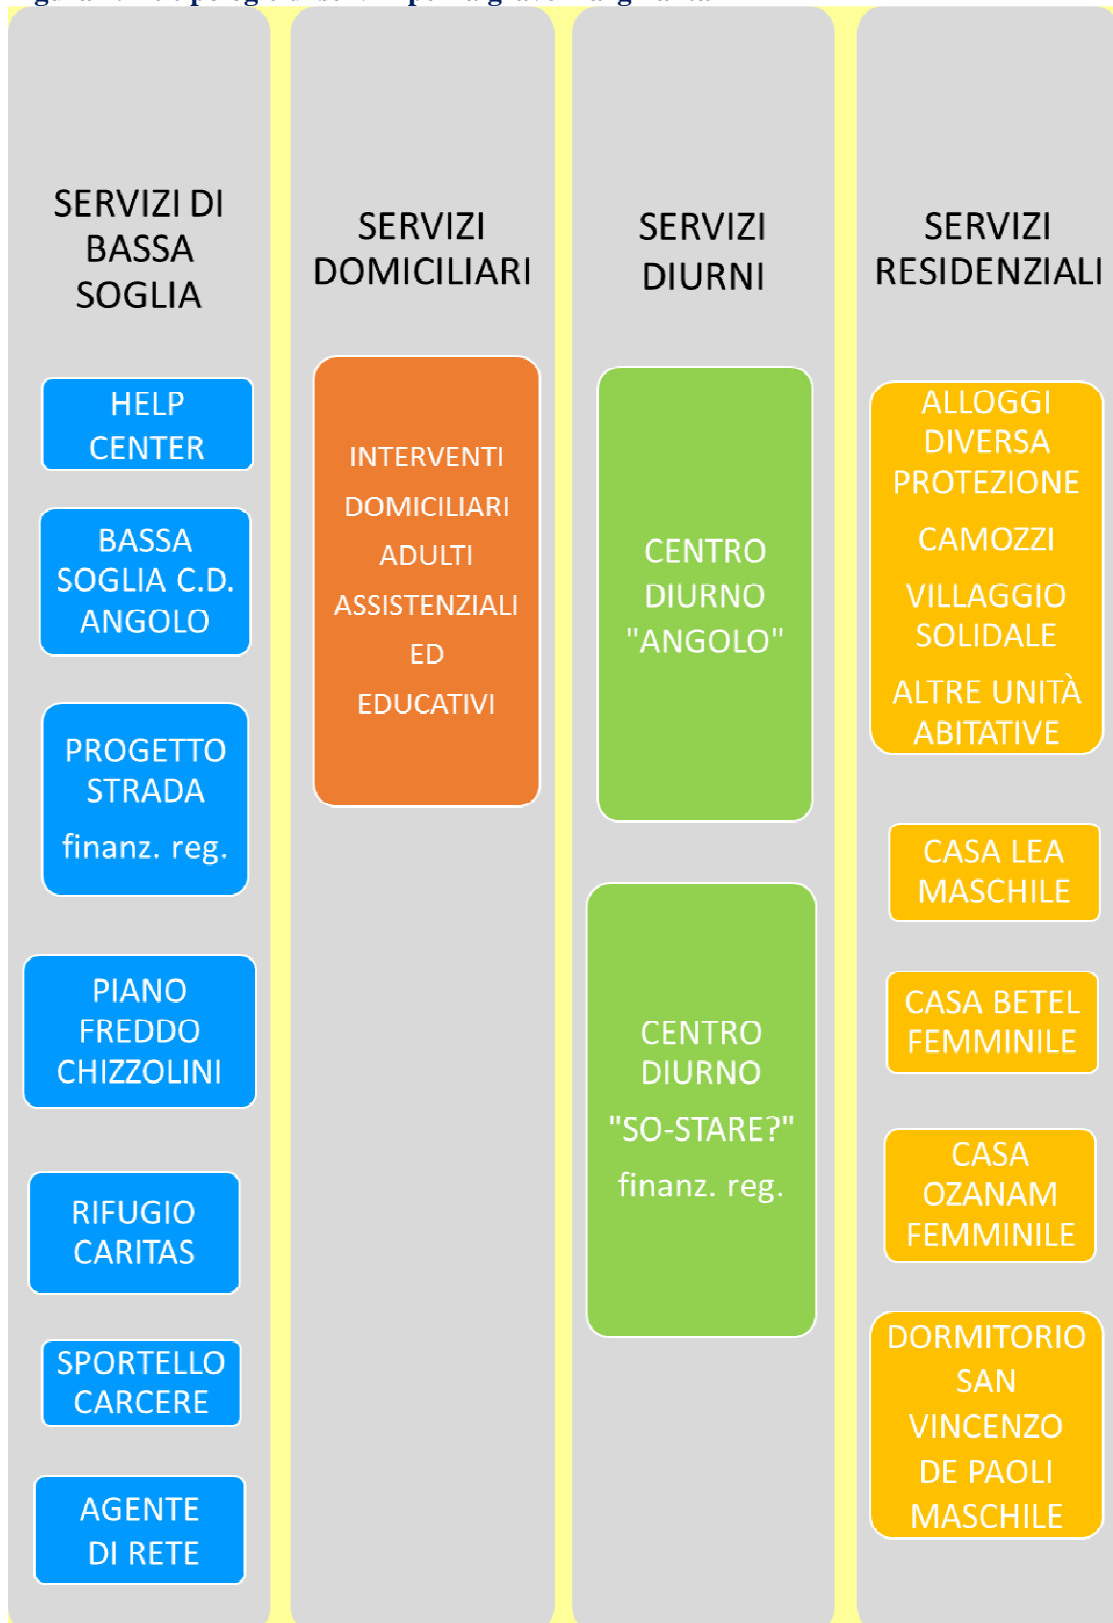 SERVIZI DI
BASSA
SOGLIA
HELP
CENTER
BASSA
SOGLIA C.D.
ANGOLO
PROGETTO
STRADA
finanz. reg.
PIANO
FREDDO
CHIZZOLINI
RIFUGIO
CARITAS
SPORTELLO
CARCERE
AGENTE
DI RETE
SERVIZI
DOMICILIARI
INTERVENTI
DOMICILIARI
ADULTI
ASSISTENZIALI
ED
EDUCATIVI
SERVIZI
DIURNI
CENTRO
DIURNO
"ANGOLO"
CENTRO
DIURNO
"SO-STARE?"
finanz. reg.
SERVIZI
RESIDENZIALI
ALLOGGI
DIVERSA
PROTEZIONE
CAMOZZI
VILLAGGIO
SOLIDALE
ALTRE UNITÀ
ABITATIVE
CASA LEA
MASCHILE
CASA BETEL
FEMMINILE
CASA
OZANAM
FEMMINILE
DORMITORIO
SAN
VINCENZO
DE PAOLI
MASCHILE